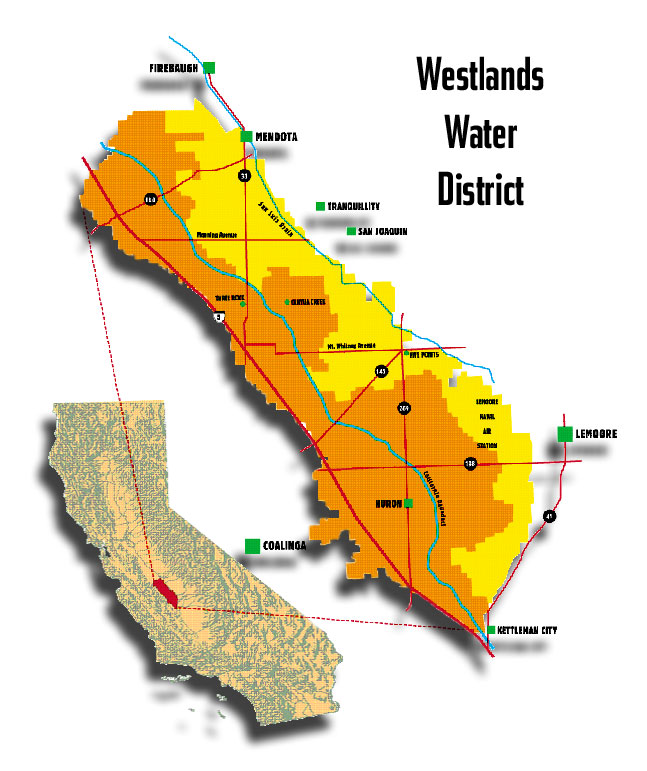 Westlands
Water
District
FIREBAUGH
MENDOTA
33
TRANQUILLITY
180
SAN LUIS DRAIN
SAN JOAQUIN
Manning Avenue
THREE ROCKS
CANTUA CREEK
5
Mt. Whitney Avenue
FIVE POINTS
145
269
LEMOORE
NAVAL
AIR
STATION
LEMOORE
198
California Aqueduct
HURON
41
COALINGA
KETTLEMAN CITY